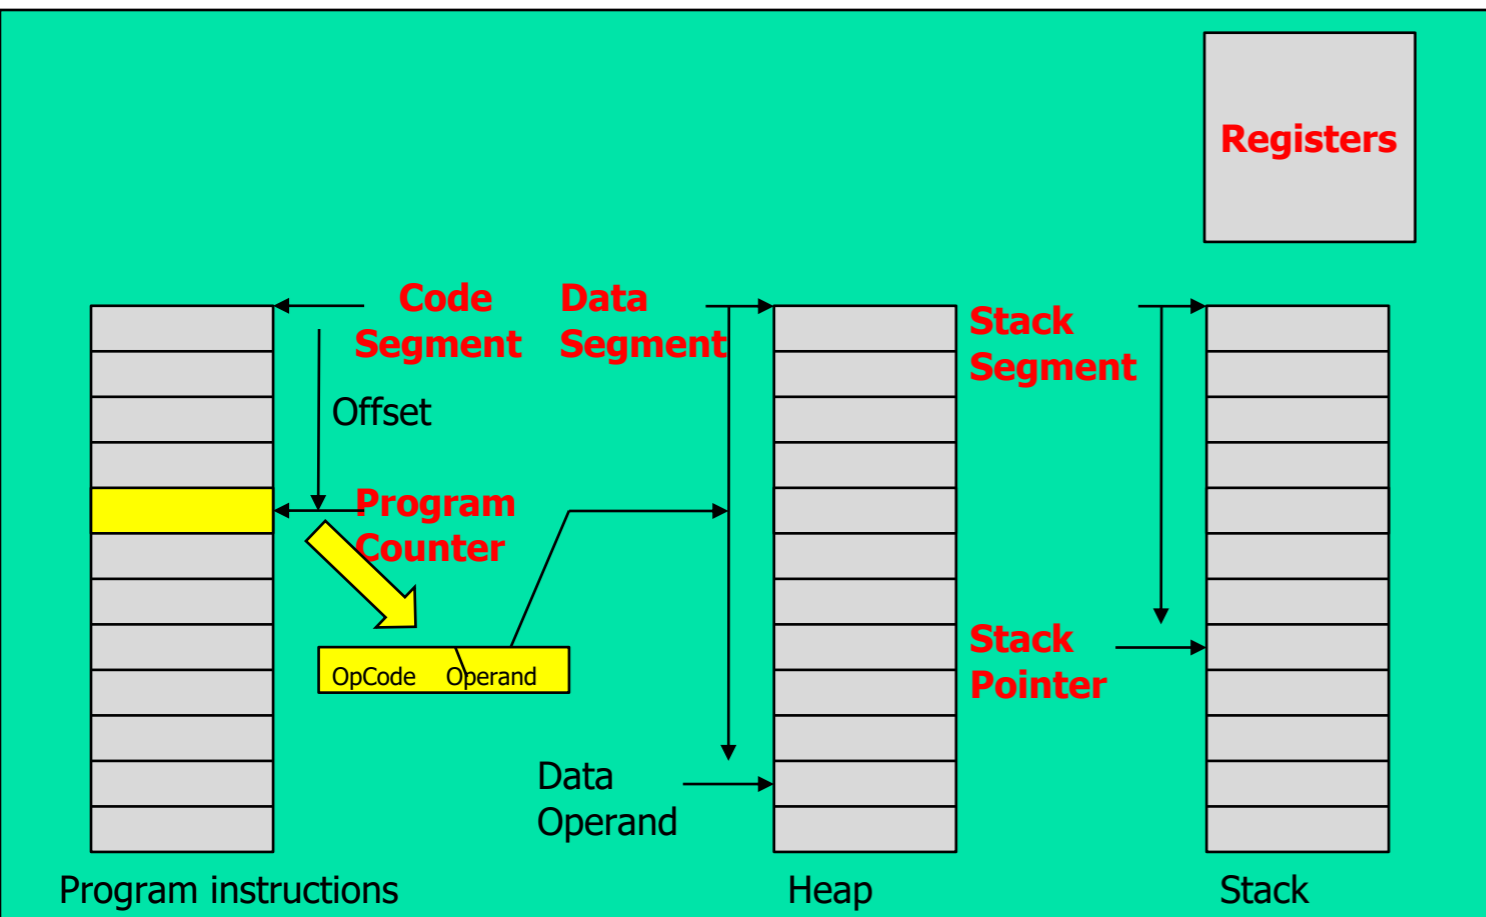 Registers
Code
Segment
Data
Segment
Stack
Segment
Offset
Program
Counter
OpCode
Operand
Stack
Pointer
Data
Operand
Program instructions
Heap
Stack